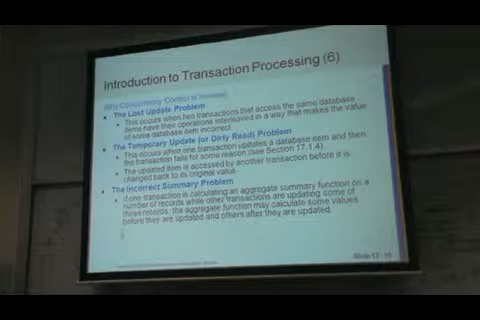 Introduction to Transaction Processing (6)
Why Concurrency Control is needed:
• The Lost Update Problem
• This occurs when two transactions that access the same database
items have their operations interleaved in a way that makes the value
of some database item incorrect.
• The Temporary Update (or Dirty Read) Problem
• This occurs when one transaction updates a database item and then
the transaction fails for some reason (see Section 17.1.4).
• The updated item is accessed by another transaction before it is
changed back to its original value.
• The Incorrect Summary Problem
• If one transaction is calculating an aggregate summary function on a
number of records while other transactions are updating some of
these records, the aggregate function may calculate some values
before they are updated and others after they are updated.
Slide 17-